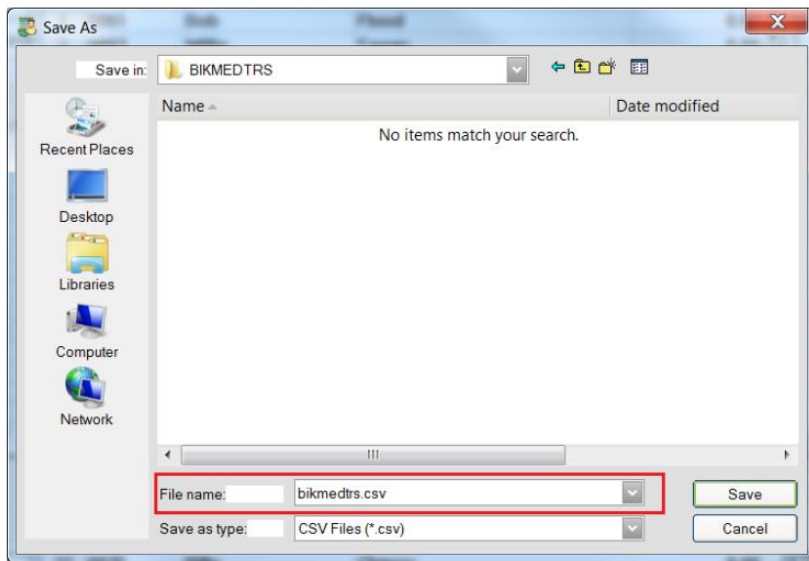 Save As
Save in: BIKMEDTRS
Name Date modified
No items match your search.
Recent Places
Desktop
Libraries
Computer
Network
File name: bikmedtrs.csv Save
Save as type: CSV Files (*.csv) Cancel